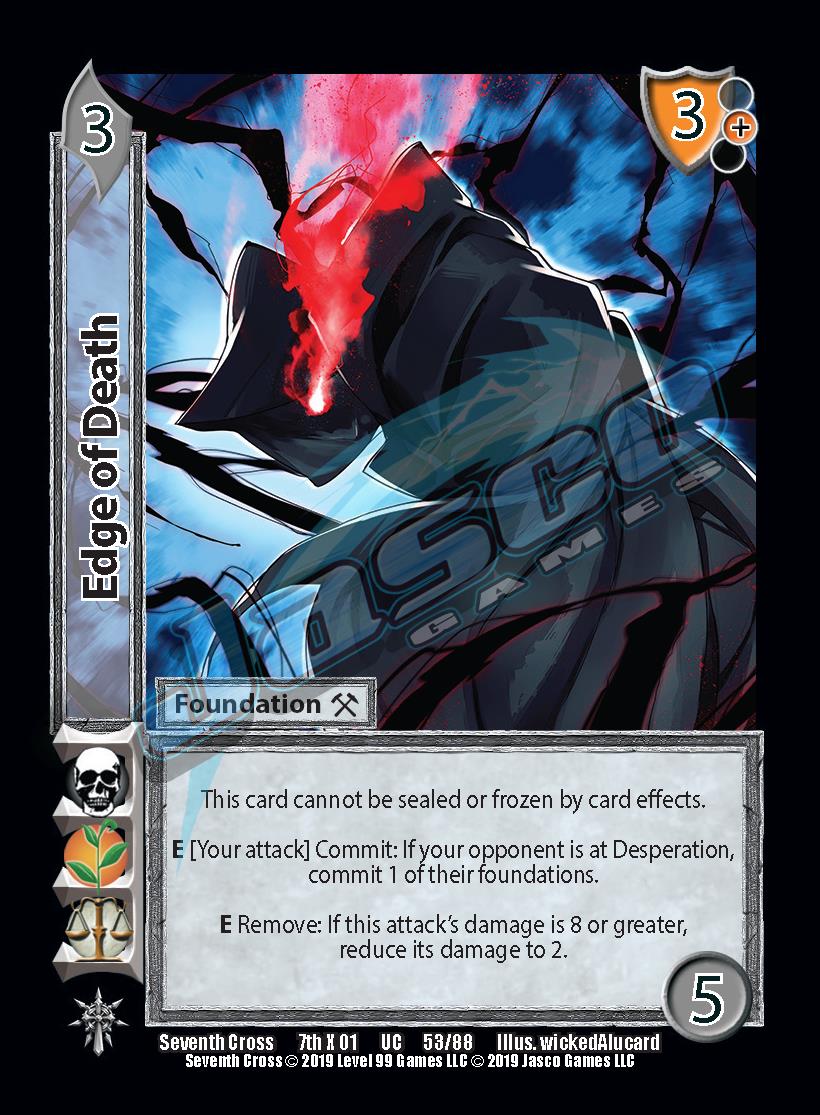 3
3
+
Edge of Death
JASCO
GAMES
Foundation
This card cannot be sealed or frozen by card effects.
E [Your attack] Commit: If your opponent is at Desperation,
commit 1 of their foundations.
E Remove: If this attack's damage is 8 or greater,
reduce its damage to 2.
5
Seventh Cross 7th X 01 UC 53/88 Illus. wickedAlucard
Seventh Cross © 2019 Level 99 Games LLC © 2019 Jasco Games LLC